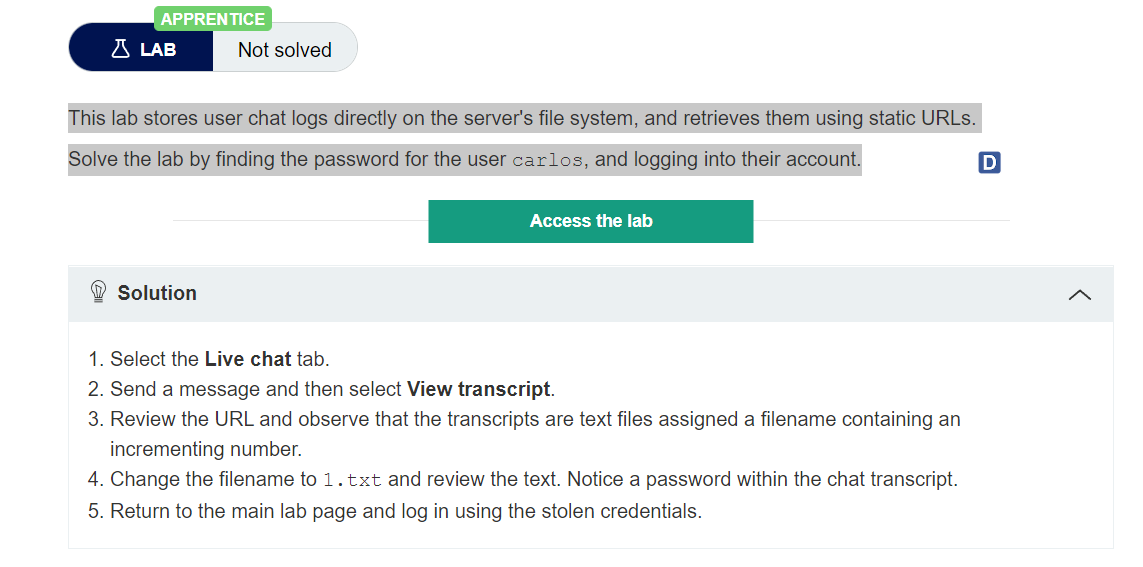 APPRENTICE
LAB
Not solved
This lab stores user chat logs directly on the server's file system, and retrieves them using static URLs.
Solve the lab by finding the password for the user carlos, and logging into their account.
D
Access the lab
Solution
1. Select the Live chat tab.
2. Send a message and then select View transcript.
3. Review the URL and observe that the transcripts are text files assigned a filename containing an
incrementing number.
4. Change the filename to 1.txt and review the text. Notice a password within the chat transcript.
5. Return to the main lab page and log in using the stolen credentials.